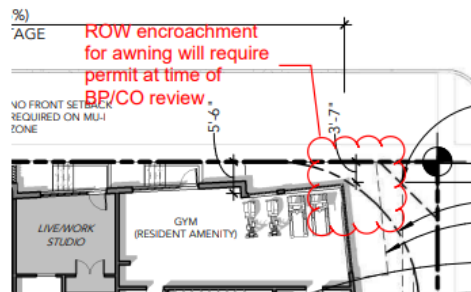 %)
TAGE
ROW encroachment
for awning will require
permit at time of
BP/CO review
NO FRONT SETBACK
REQUIRED ON MU-I
ZONE
5'-6"
3'-7"
LIVE/WORK
STUDIO
GYM
(RESIDENT AMENITY)